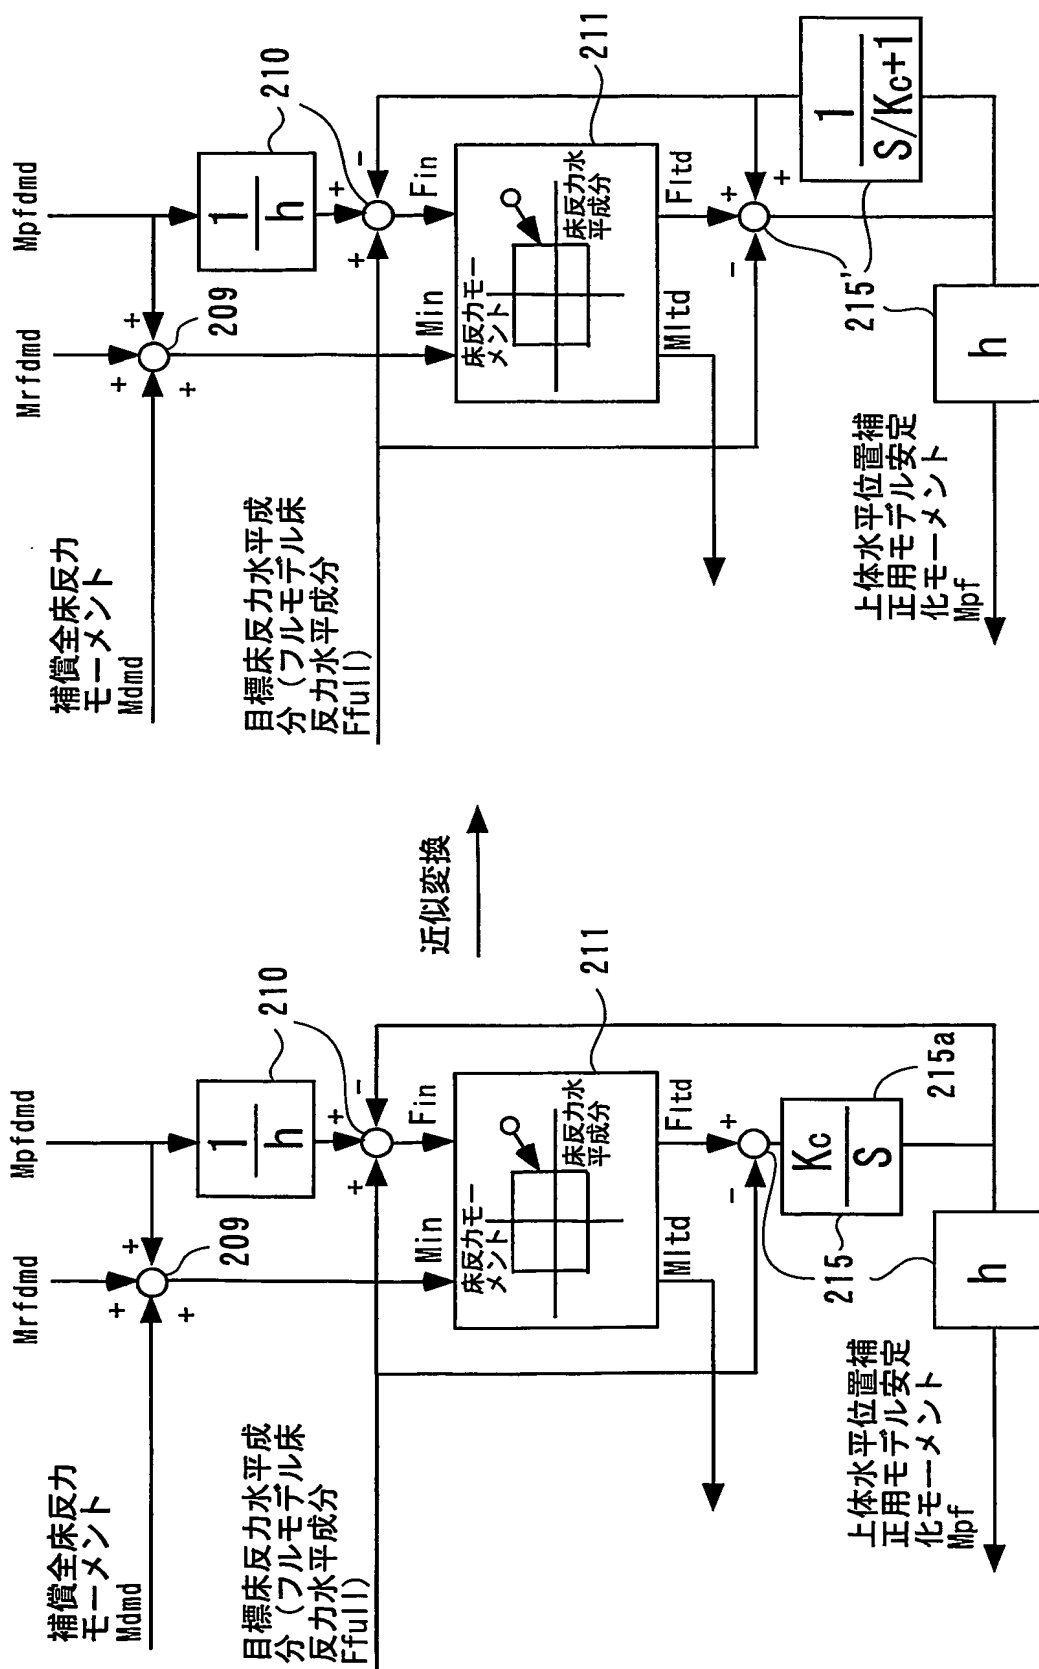 補償全床反力
モーメント
Mdmd
Mrfdmd
Mpfdmd
+
+
+
209
1
h
210
目標床反力水平成
分（フルモデル床
反力水平成分
Ffull)
+
+
-
Min
Fin
床反力モー
メント
床反力水
平成分
211
Mltd
Fltd
-
+
215
Kc
S
215a
h
上体水平位置補
正用モデル安定
化モーメント
Mpf
近似変換
補償全床反力
モーメント
Mdmd
Mrfdmd
Mpfdmd
+
+
+
209
1
h
210
目標床反力水平成
分（フルモデル床
反力水平成分
Ffull)
+
+
-
Min
Fin
床反力モー
メント
床反力水
平成分
211
Mltd
Fltd
-
+
+
215'
1
S/Kc+1
h
上体水平位置補
正用モデル安定
化モーメント
Mpf